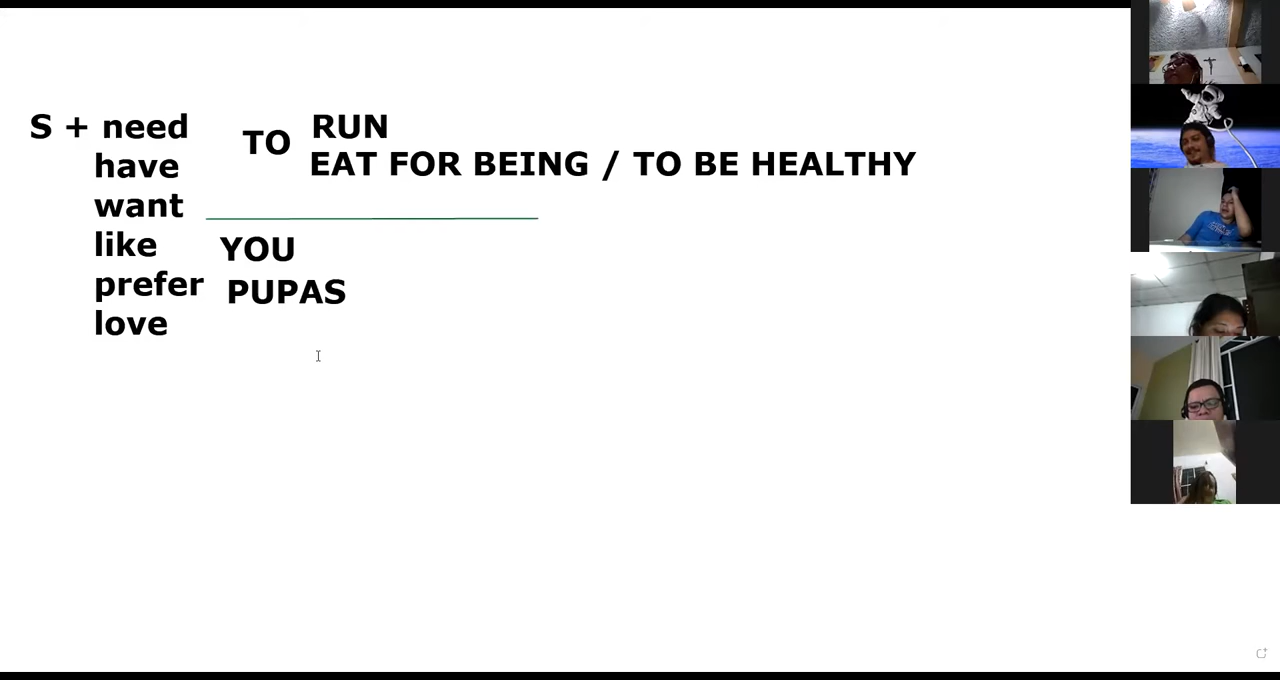 S + need TO RUN
have EAT FOR BEING / TO BE HEALTHY
want
like YOU
prefer PUPAS
love